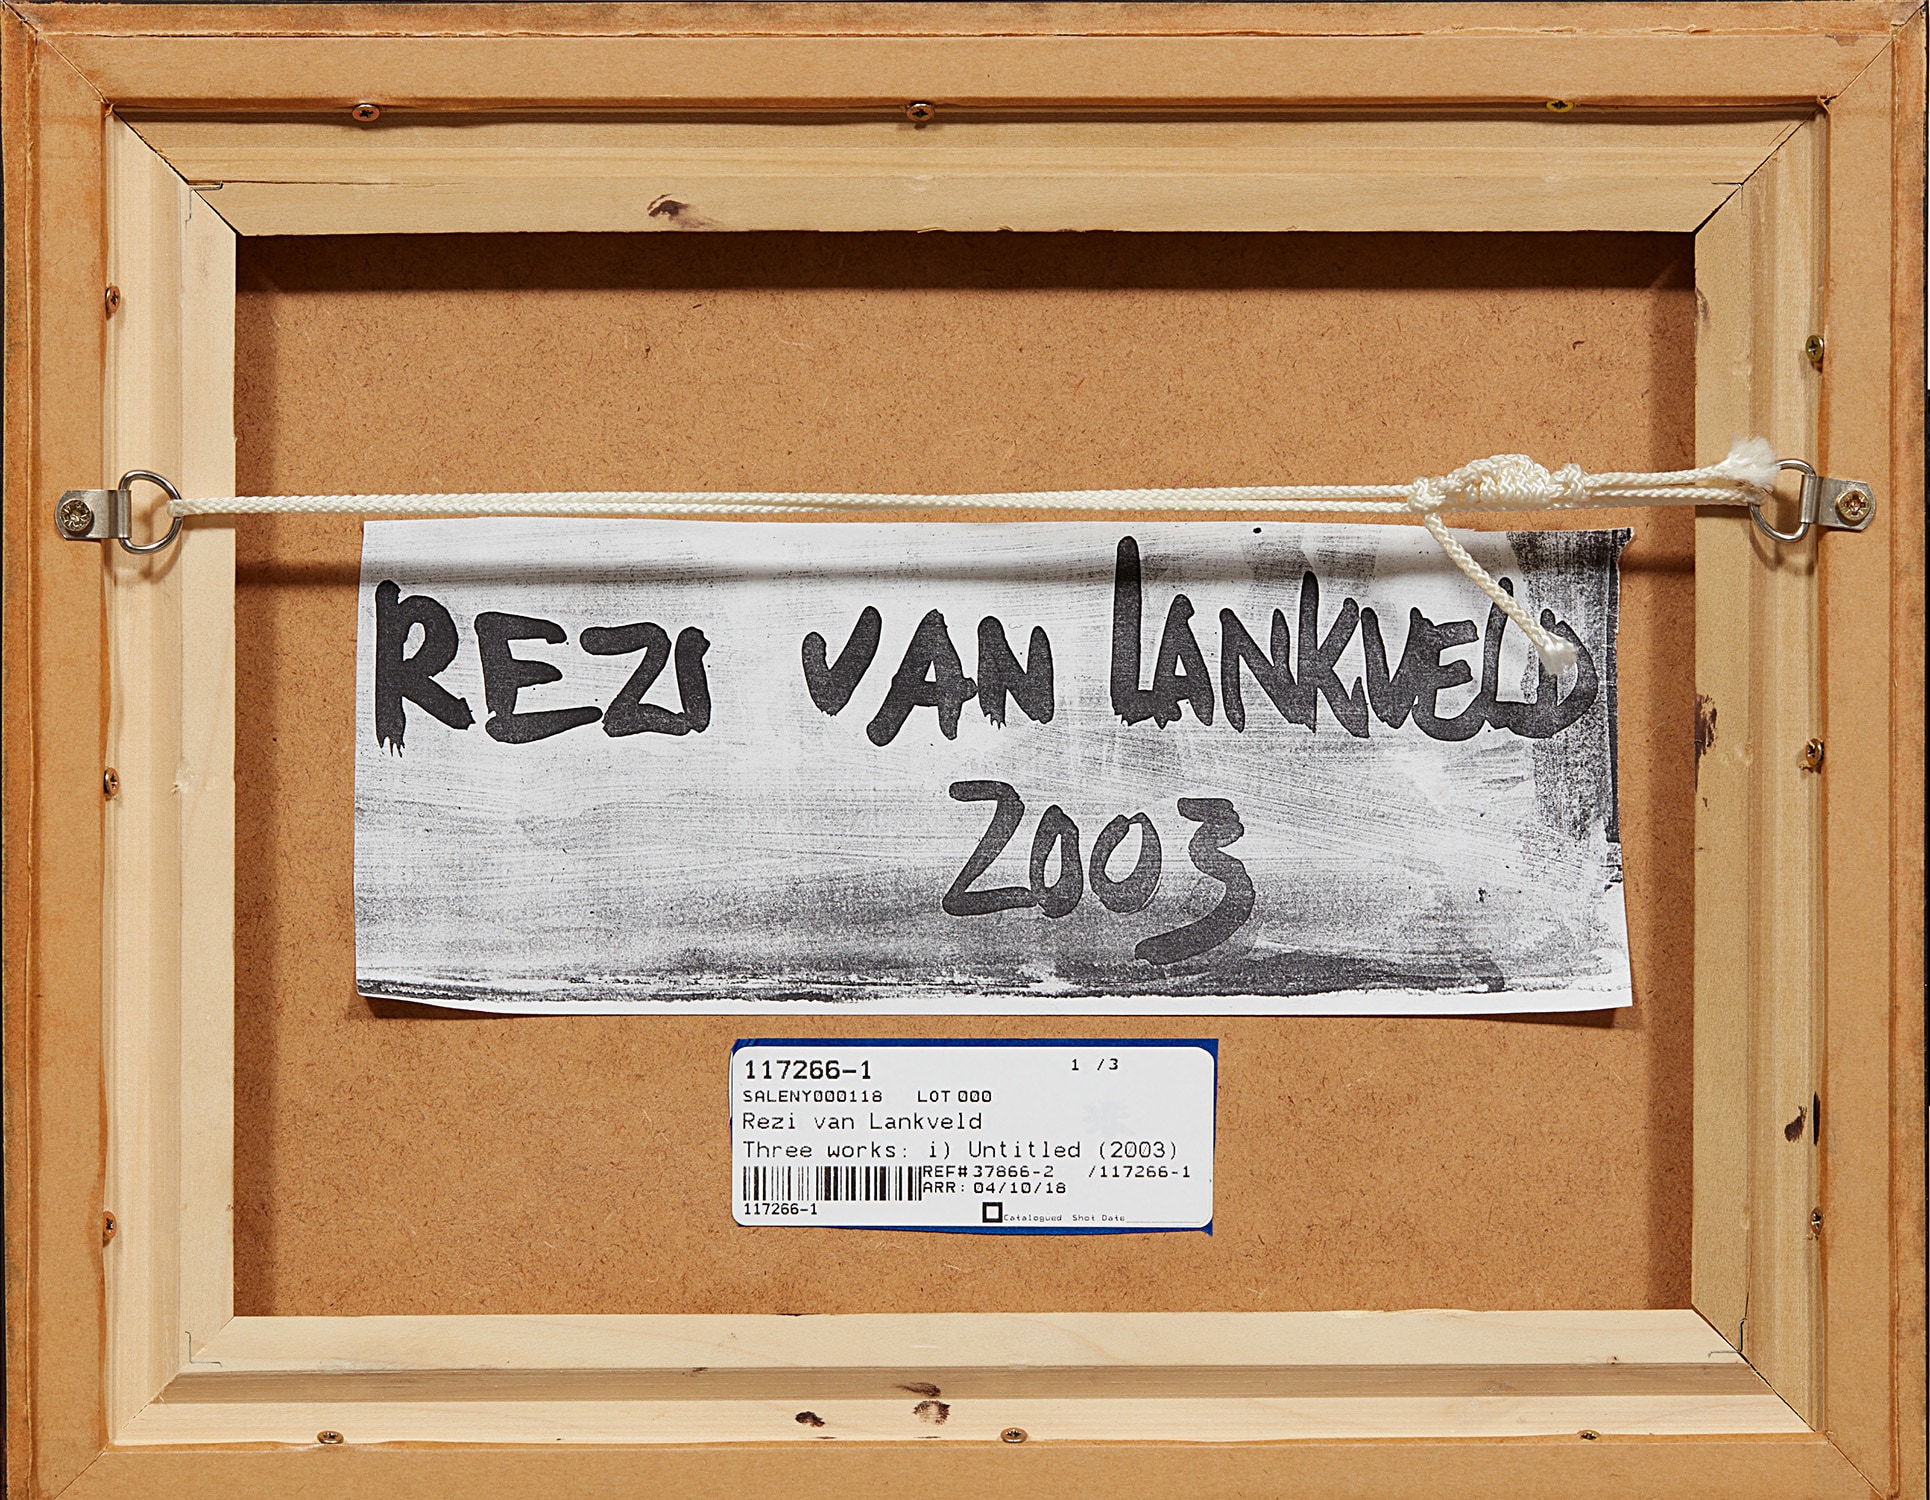 REZI VAN LANKVELD
2003
117266-1 1 /3
SALENY000118 LOT 000
Rezi van Lankveld
Three works: i) Untitled (2003)
REF# 37866-2 /117266-1
ARR: 04/10/18
117266-1
Catalogued Shot Date